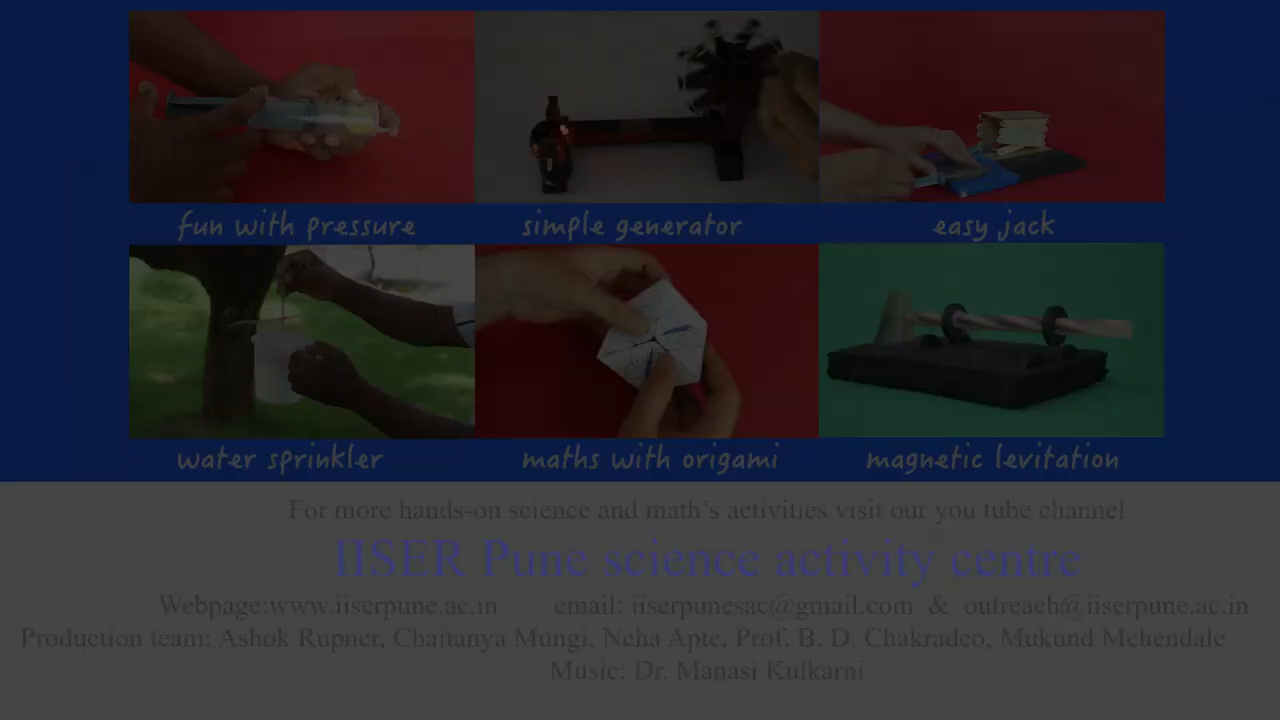 fun with pressure
simple generator
easy jack
water sprinkler
maths with origami
magnetic levitation
For more hands-on science and math’s activities visit our you tube channel
IISER Pune science activity centre
Webpage:www.iiserpune.ac.in email: iiserpunesac@gmail.com & outreach@iiserpune.ac.in
Production team: Ashok Rupner, Chaitanya Mungi, Neha Apte, Prof. B. D. Chakradeo, Mukund Mehendale
Music: Dr. Manasi Kulkarni